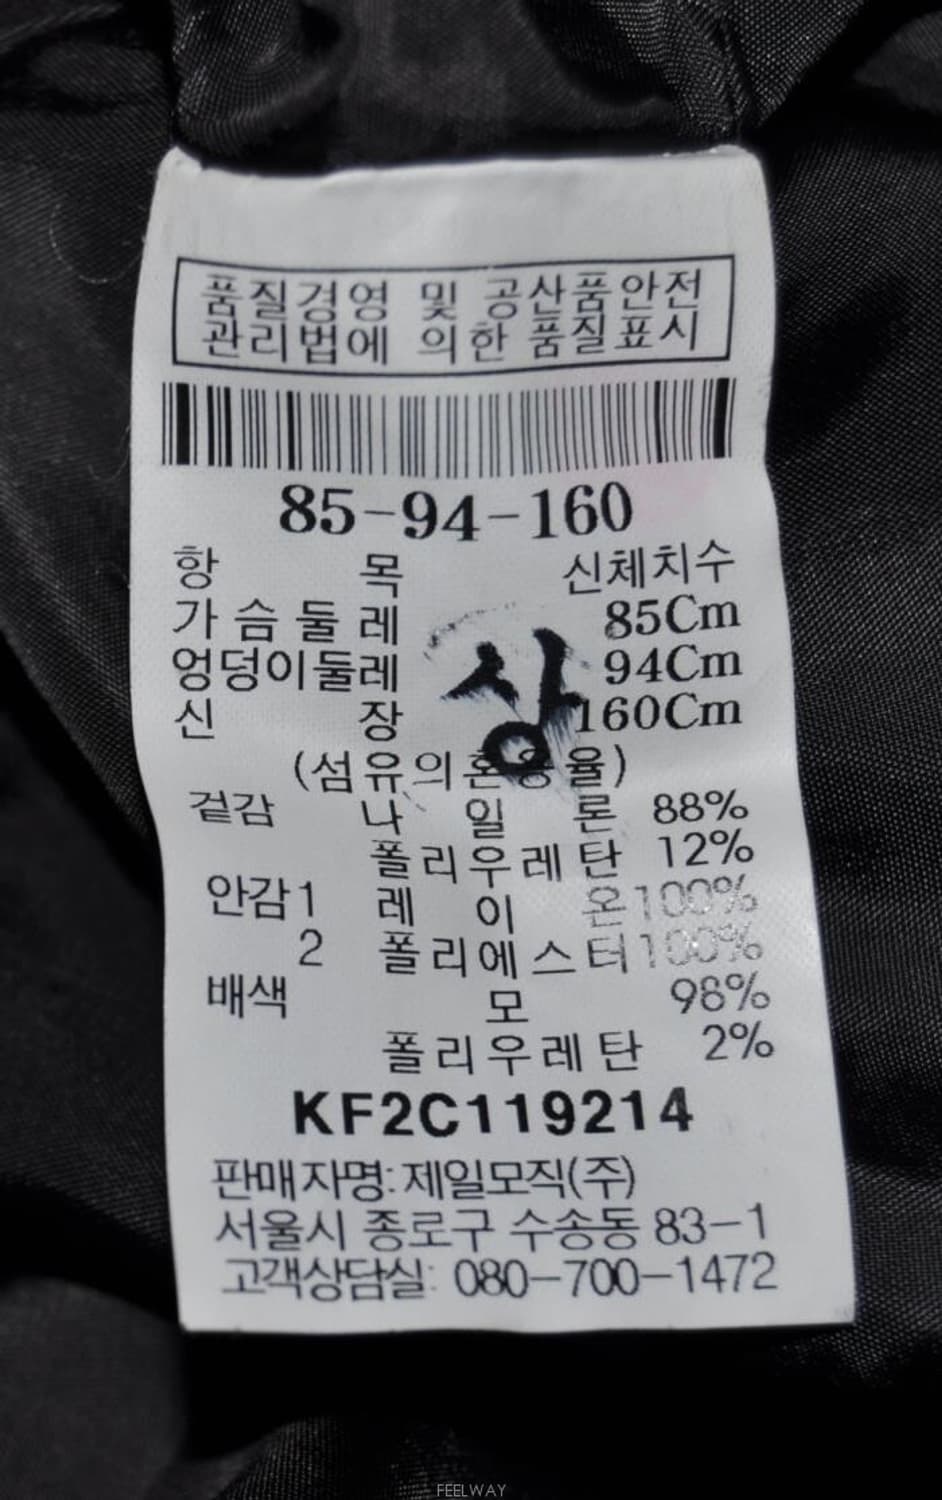 품질경영 및 공산품안전
관리법에 의한 품질표시
85-94-160
항 목 신체치수
가슴둘레 85Cm
엉덩이둘레 94Cm
신 장 160Cm
상
(섬유의혼용율)
겉감 나 일 론 88%
폴리우레탄 12%
안감1 레 이 온100%
2 폴리에스터100%
배색 모 98%
폴리우레탄 2%
KF2C119214
판매자명:제일모직(주)
서울시 종로구 수송동 83-1
고객상담실: 080-700-1472
FEELWAY